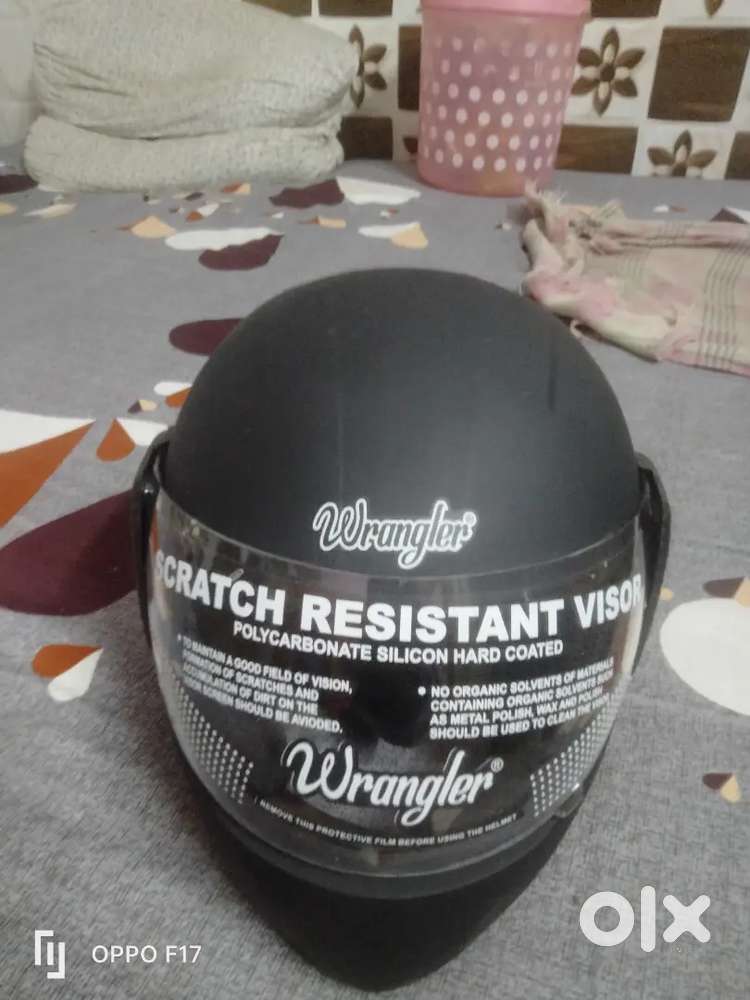 Wrangler®
SCRATCH RESISTANT VISOR
POLYCARBONATE SILICON HARD COATED
• TO MAINTAIN A GOOD FIELD OF VISION,
FORMATION OF SCRATCHES AND
ACCUMULATION OF DIRT ON THE
VISOR SCREEN SHOULD BE AVIODED.
• NO ORGANIC SOLVENTS OF MATERIALS
CONTAINING ORGANIC SOLVENTS SUCH
AS METAL POLISH, WAX AND POLISH
SHOULD BE USED TO CLEAN THE VISOR
Wrangler®
REMOVE THIS PROTECTIVE FILM BEFORE USING THE HELMET
olx
OPPO F17